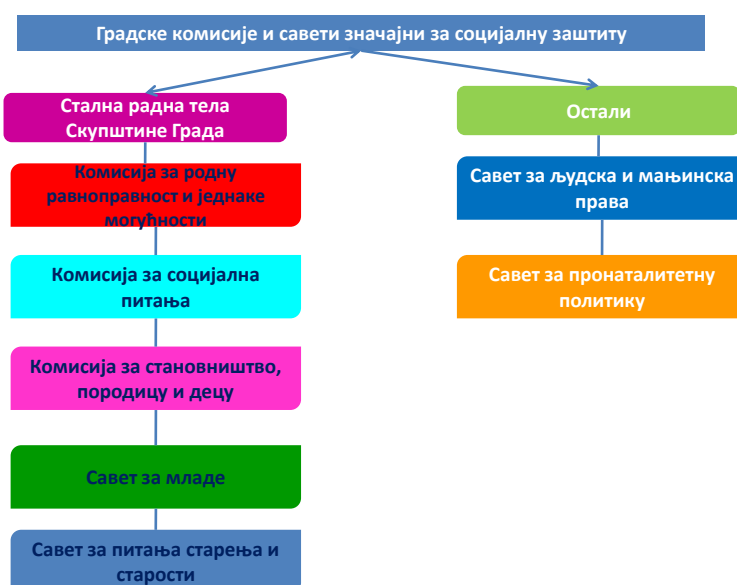 Градске комисије и савети значајни за социјалну заштиту
Стална радна тела
Скупштине Града
Комисија за родну
равноправност и једнаке
могућности
Комисија за социјална
питања
Комисија за становништво,
породицу и децу
Савет за младе
Савет за питања старења и
старости
Остали
Савет за људска и мањинска
права
Савет за пронаталитетну
политику